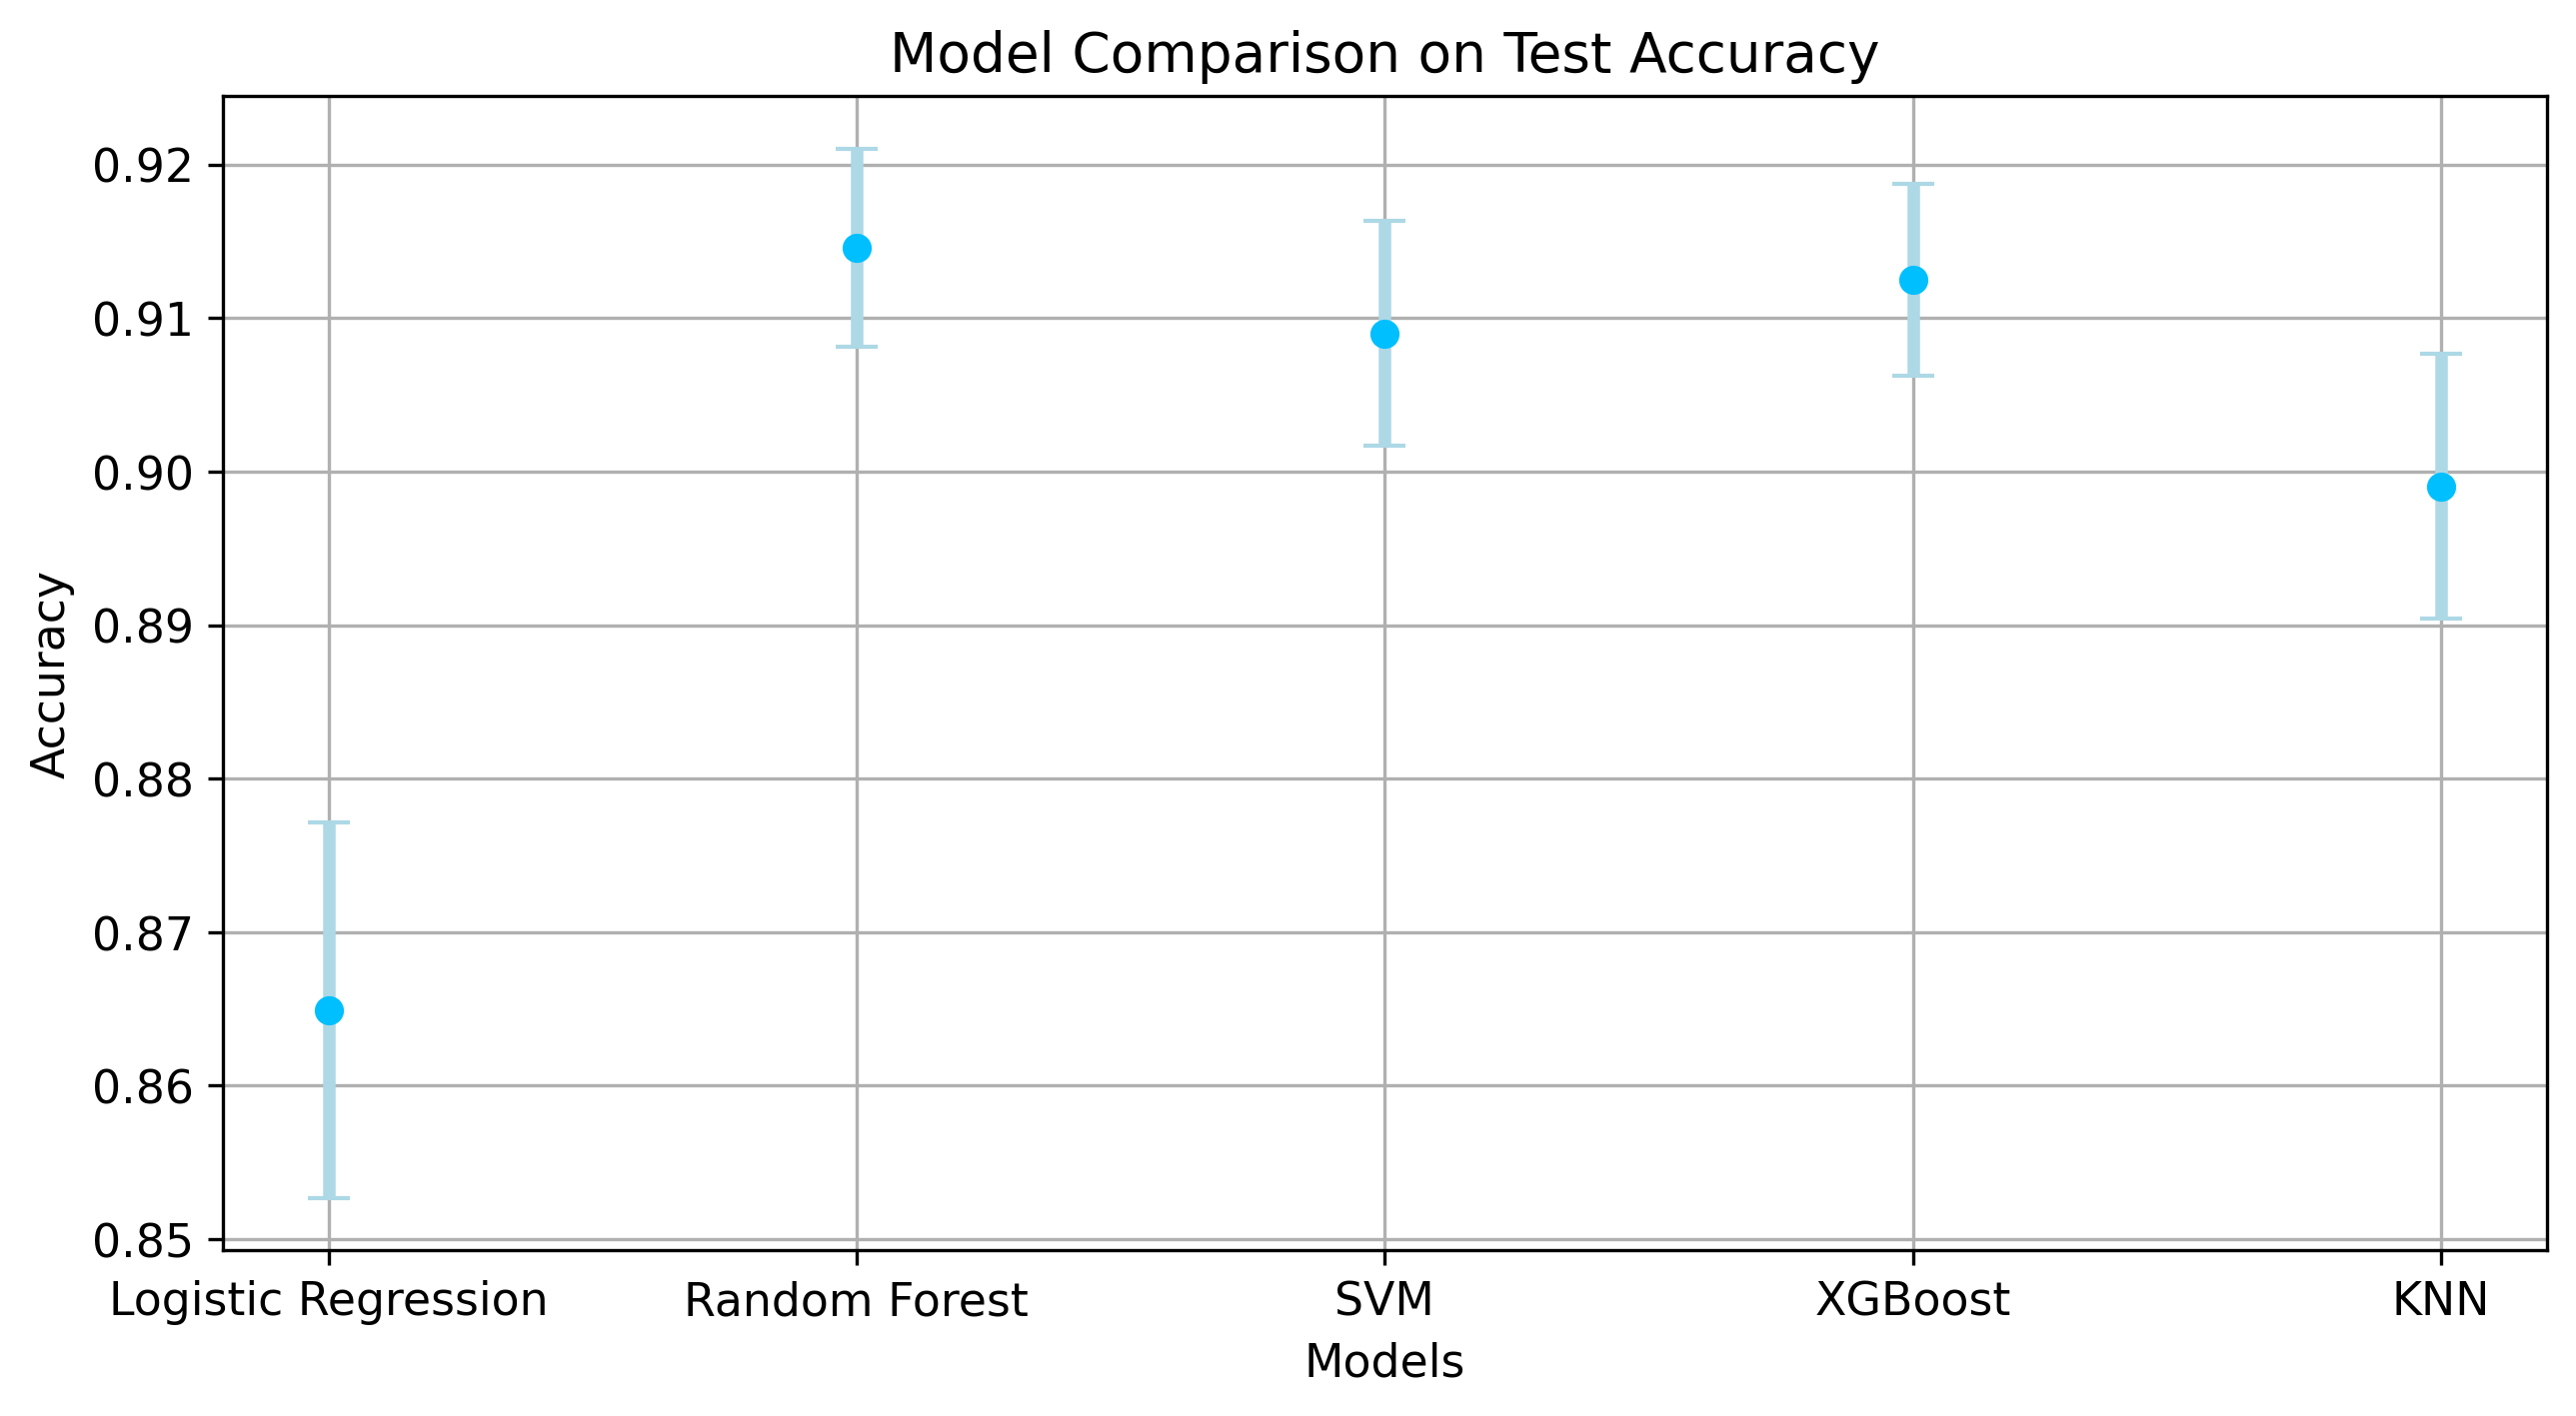 Model Comparison on Test Accuracy
0.92
0.91
0.90
0.89
0.88
0.87
0.86
0.85
Accuracy
Logistic Regression
Random Forest
SVM
XGBoost
KNN
Models